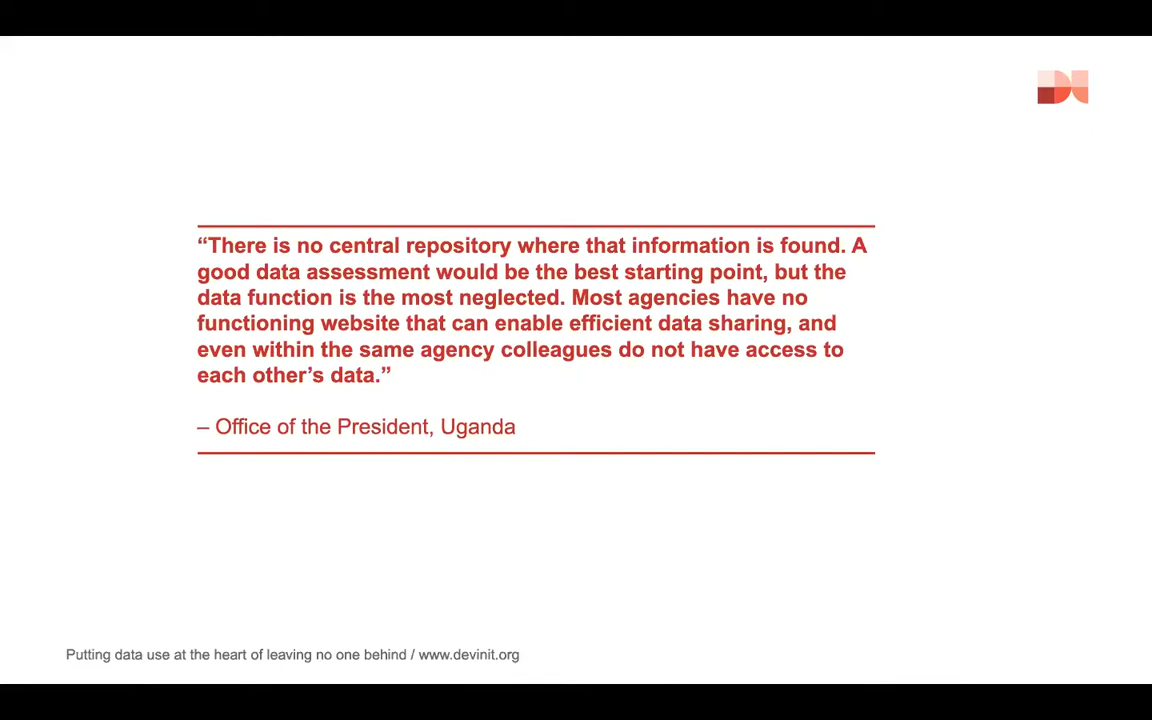 “There is no central repository where that information is found. A
good data assessment would be the best starting point, but the
data function is the most neglected. Most agencies have no
functioning website that can enable efficient data sharing, and
even within the same agency colleagues do not have access to
each other’s data.”
– Office of the President, Uganda
Putting data use at the heart of leaving no one behind / www.devinit.org